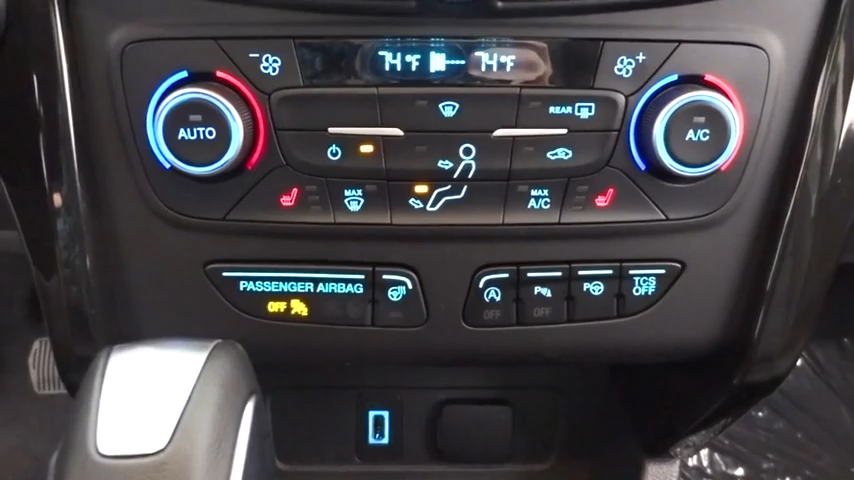 74°F 74°F
REAR
AUTO
A/C
MAX
MAX
A/C
PASSENGER AIRBAG
OFF
A
OFF
P
OFF
P
TCS
OFF